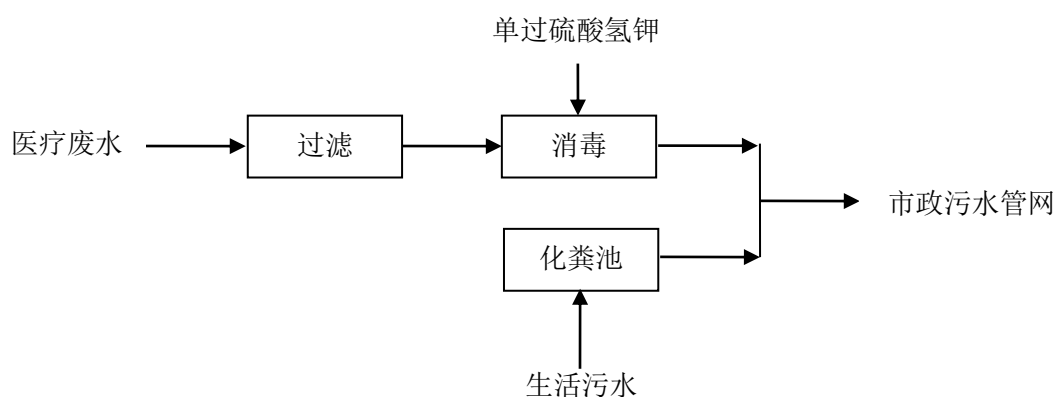 单过硫酸氢钾
医疗废水
过滤
消毒
市政污水管网
化粪池
生活污水